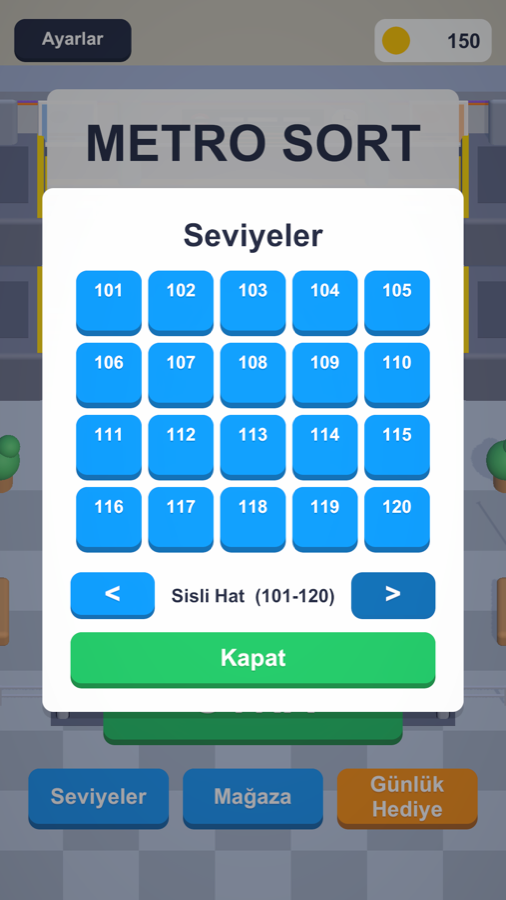 Ayarlar
150
METRO SORT
Seviyeler
101 102 103 104 105
106 107 108 109 110
111 112 113 114 115
116 117 118 119 120
< Sisli Hat (101-120) >
Kapat
Seviyeler
Mağaza
Günlük
Hediye